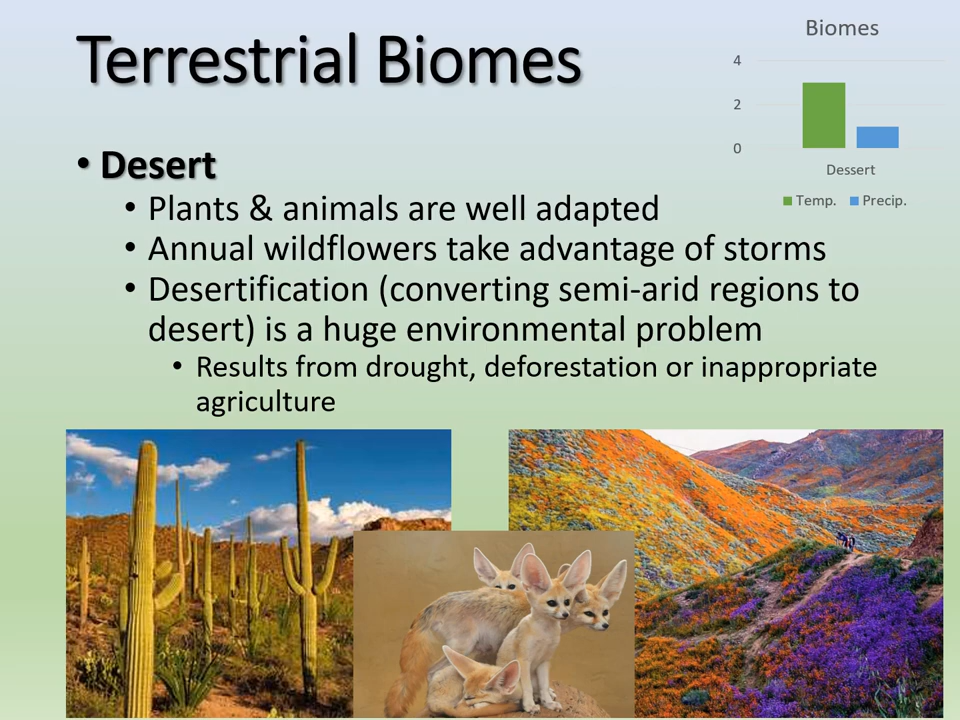 Terrestrial Biomes
• Desert
• Plants & animals are well adapted
• Annual wildflowers take advantage of storms
• Desertification (converting semi-arid regions to
desert) is a huge environmental problem
• Results from drought, deforestation or inappropriate
agriculture
Biomes
4
2
0
Dessert
Temp. Precip.